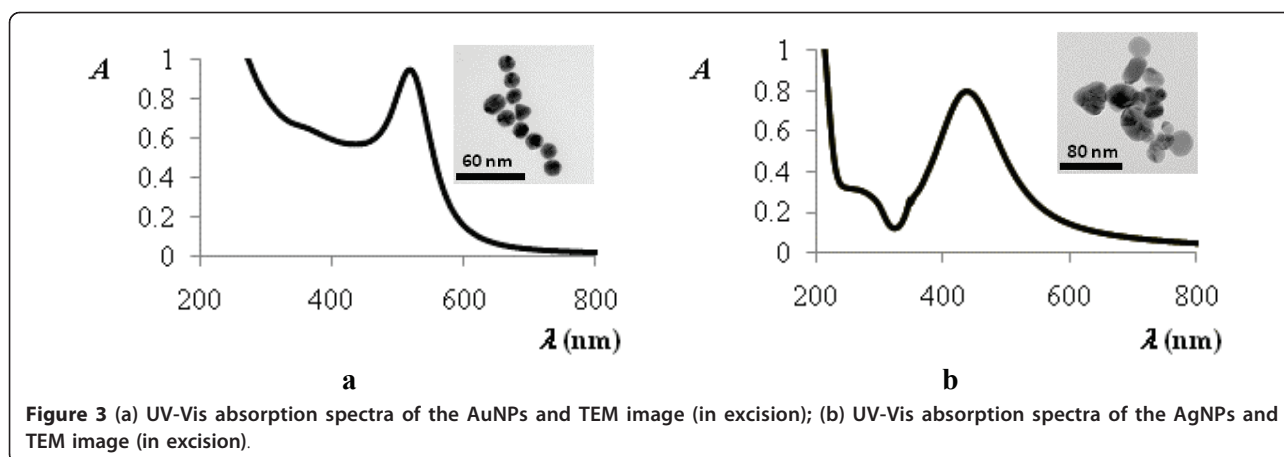 A
1
0.8
0.6
0.4
0.2
0
200 400 600 800
λ (nm)
60 nm
a
A
1
0.8
0.6
0.4
0.2
0
200 400 600 800
λ (nm)
80 nm
b
Figure 3 (a) UV-Vis absorption spectra of the AuNPs and TEM image (in excision); (b) UV-Vis absorption spectra of the AgNPs and
TEM image (in excision).